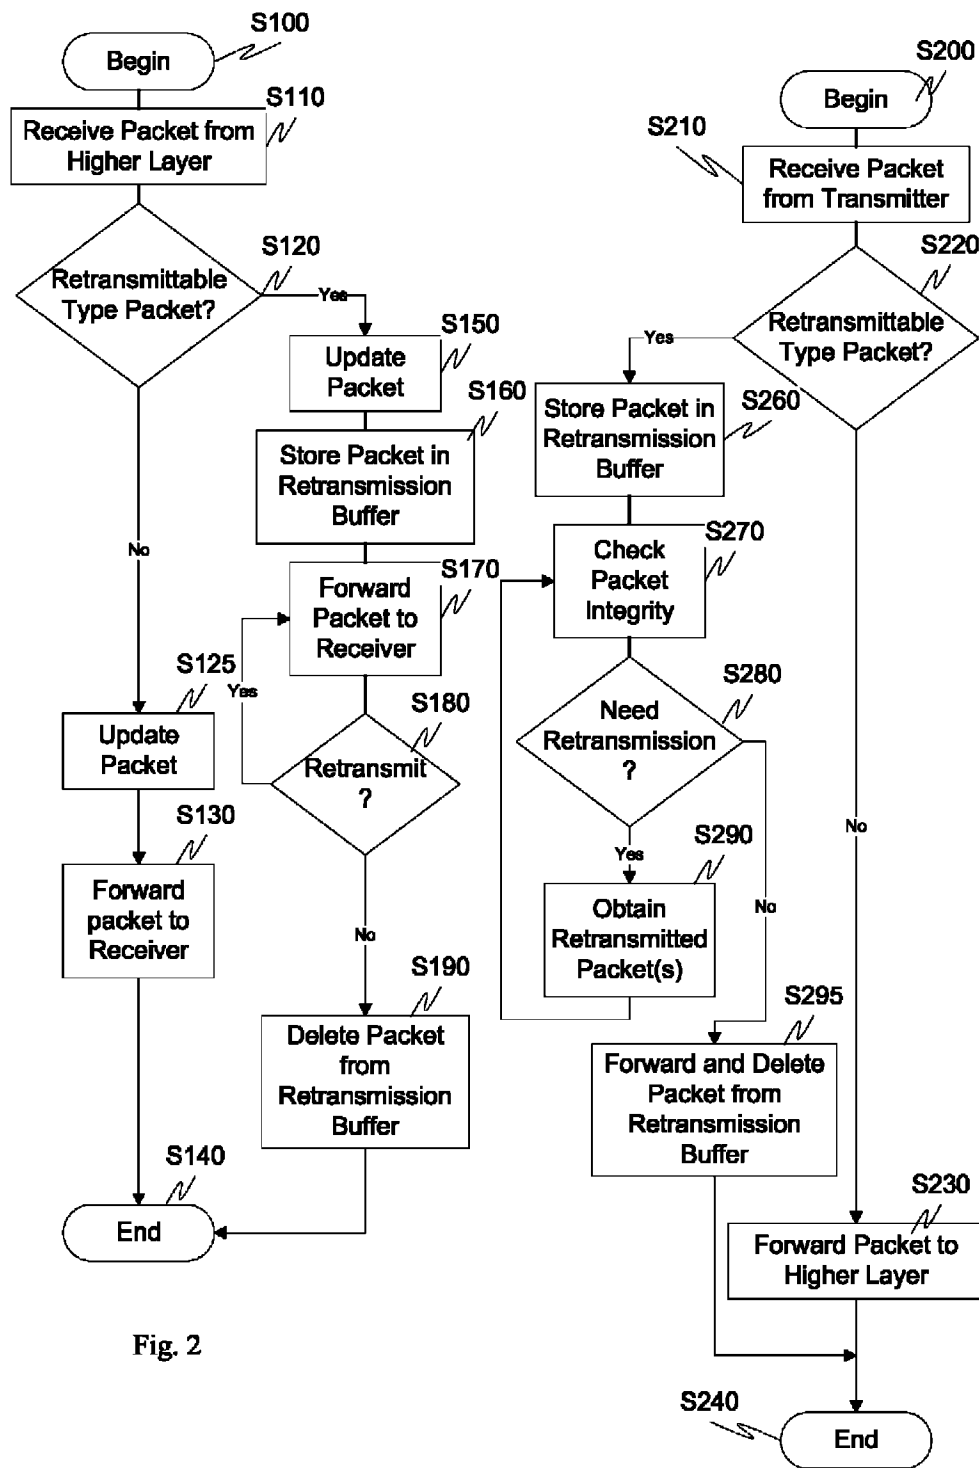 S100
Begin
S110
Receive Packet from
Higher Layer
S120
Retransmittable
Type Packet?
Yes
No
S150
Update
Packet
S160
Store Packet in
Retransmission
Buffer
S170
Forward
Packet to
Receiver
Yes
S180
Retransmit
?
No
S190
Delete Packet
from
Retransmission
Buffer
S125
Update
Packet
S130
Forward
packet to
Receiver
S140
End
Fig. 2
S200
Begin
S210
Receive Packet
from Transmitter
S220
Retransmittable
Type Packet?
Yes
No
S260
Store Packet in
Retransmission
Buffer
S270
Check
Packet
Integrity
S280
Need
Retransmission
?
Yes
No
S290
Obtain
Retransmitted
Packet(s)
S295
Forward and Delete
Packet from
Retransmission
Buffer
S230
Forward Packet to
Higher Layer
S240
End